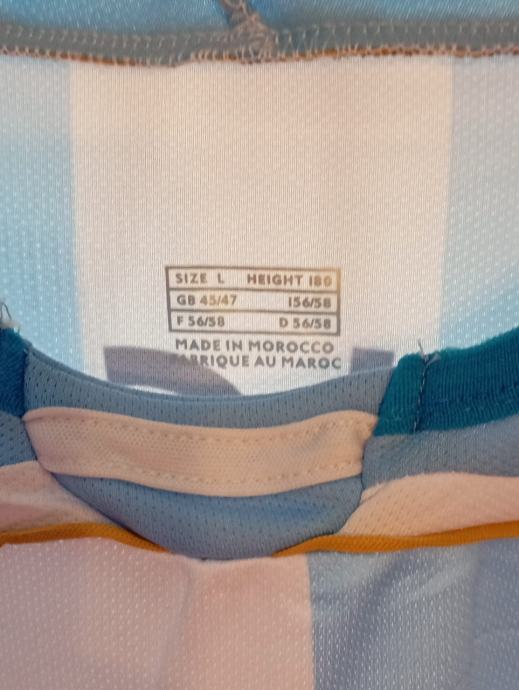 SIZE L HEIGHT 180
GB 45/47 I 56/58
F 56/58 D 56/58
MADE IN MOROCCO
FABRIQUE AU MAROC